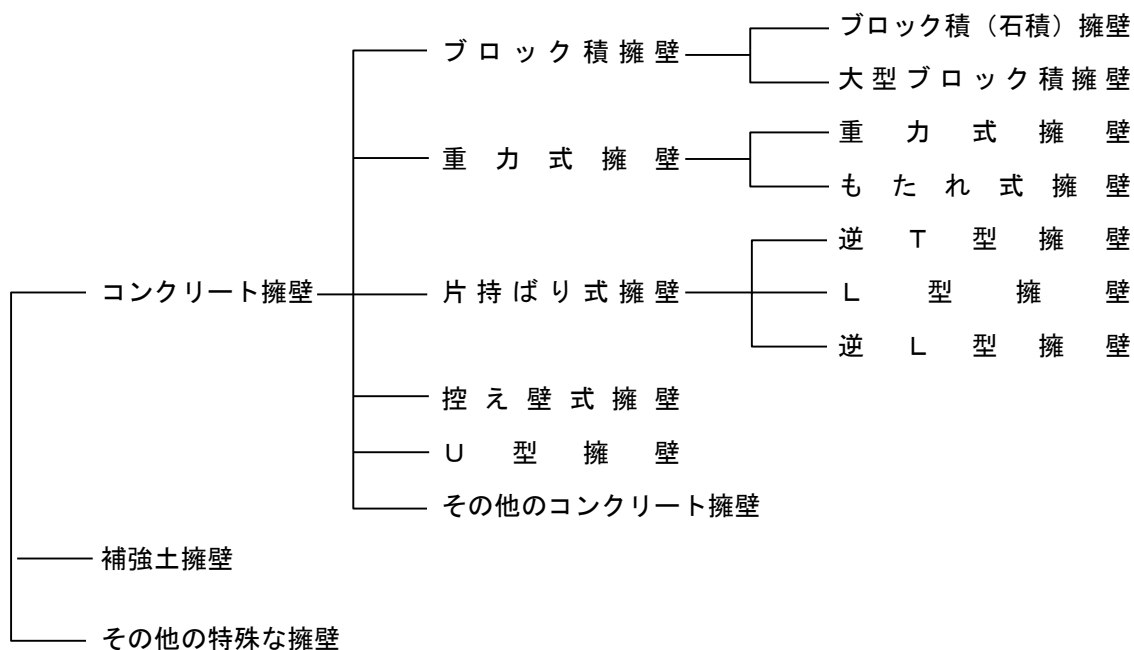 ブロック積（石積）擁壁
ブロック積擁壁
大型ブロック積擁壁
重力式擁壁
重力式擁壁
もたれ式擁壁
逆Ｔ型擁壁
コンクリート擁壁
片持ばり式擁壁
Ｌ型擁壁
逆Ｌ型擁壁
控え壁式擁壁
Ｕ型擁壁
その他のコンクリート擁壁
補強土擁壁
その他の特殊な擁壁